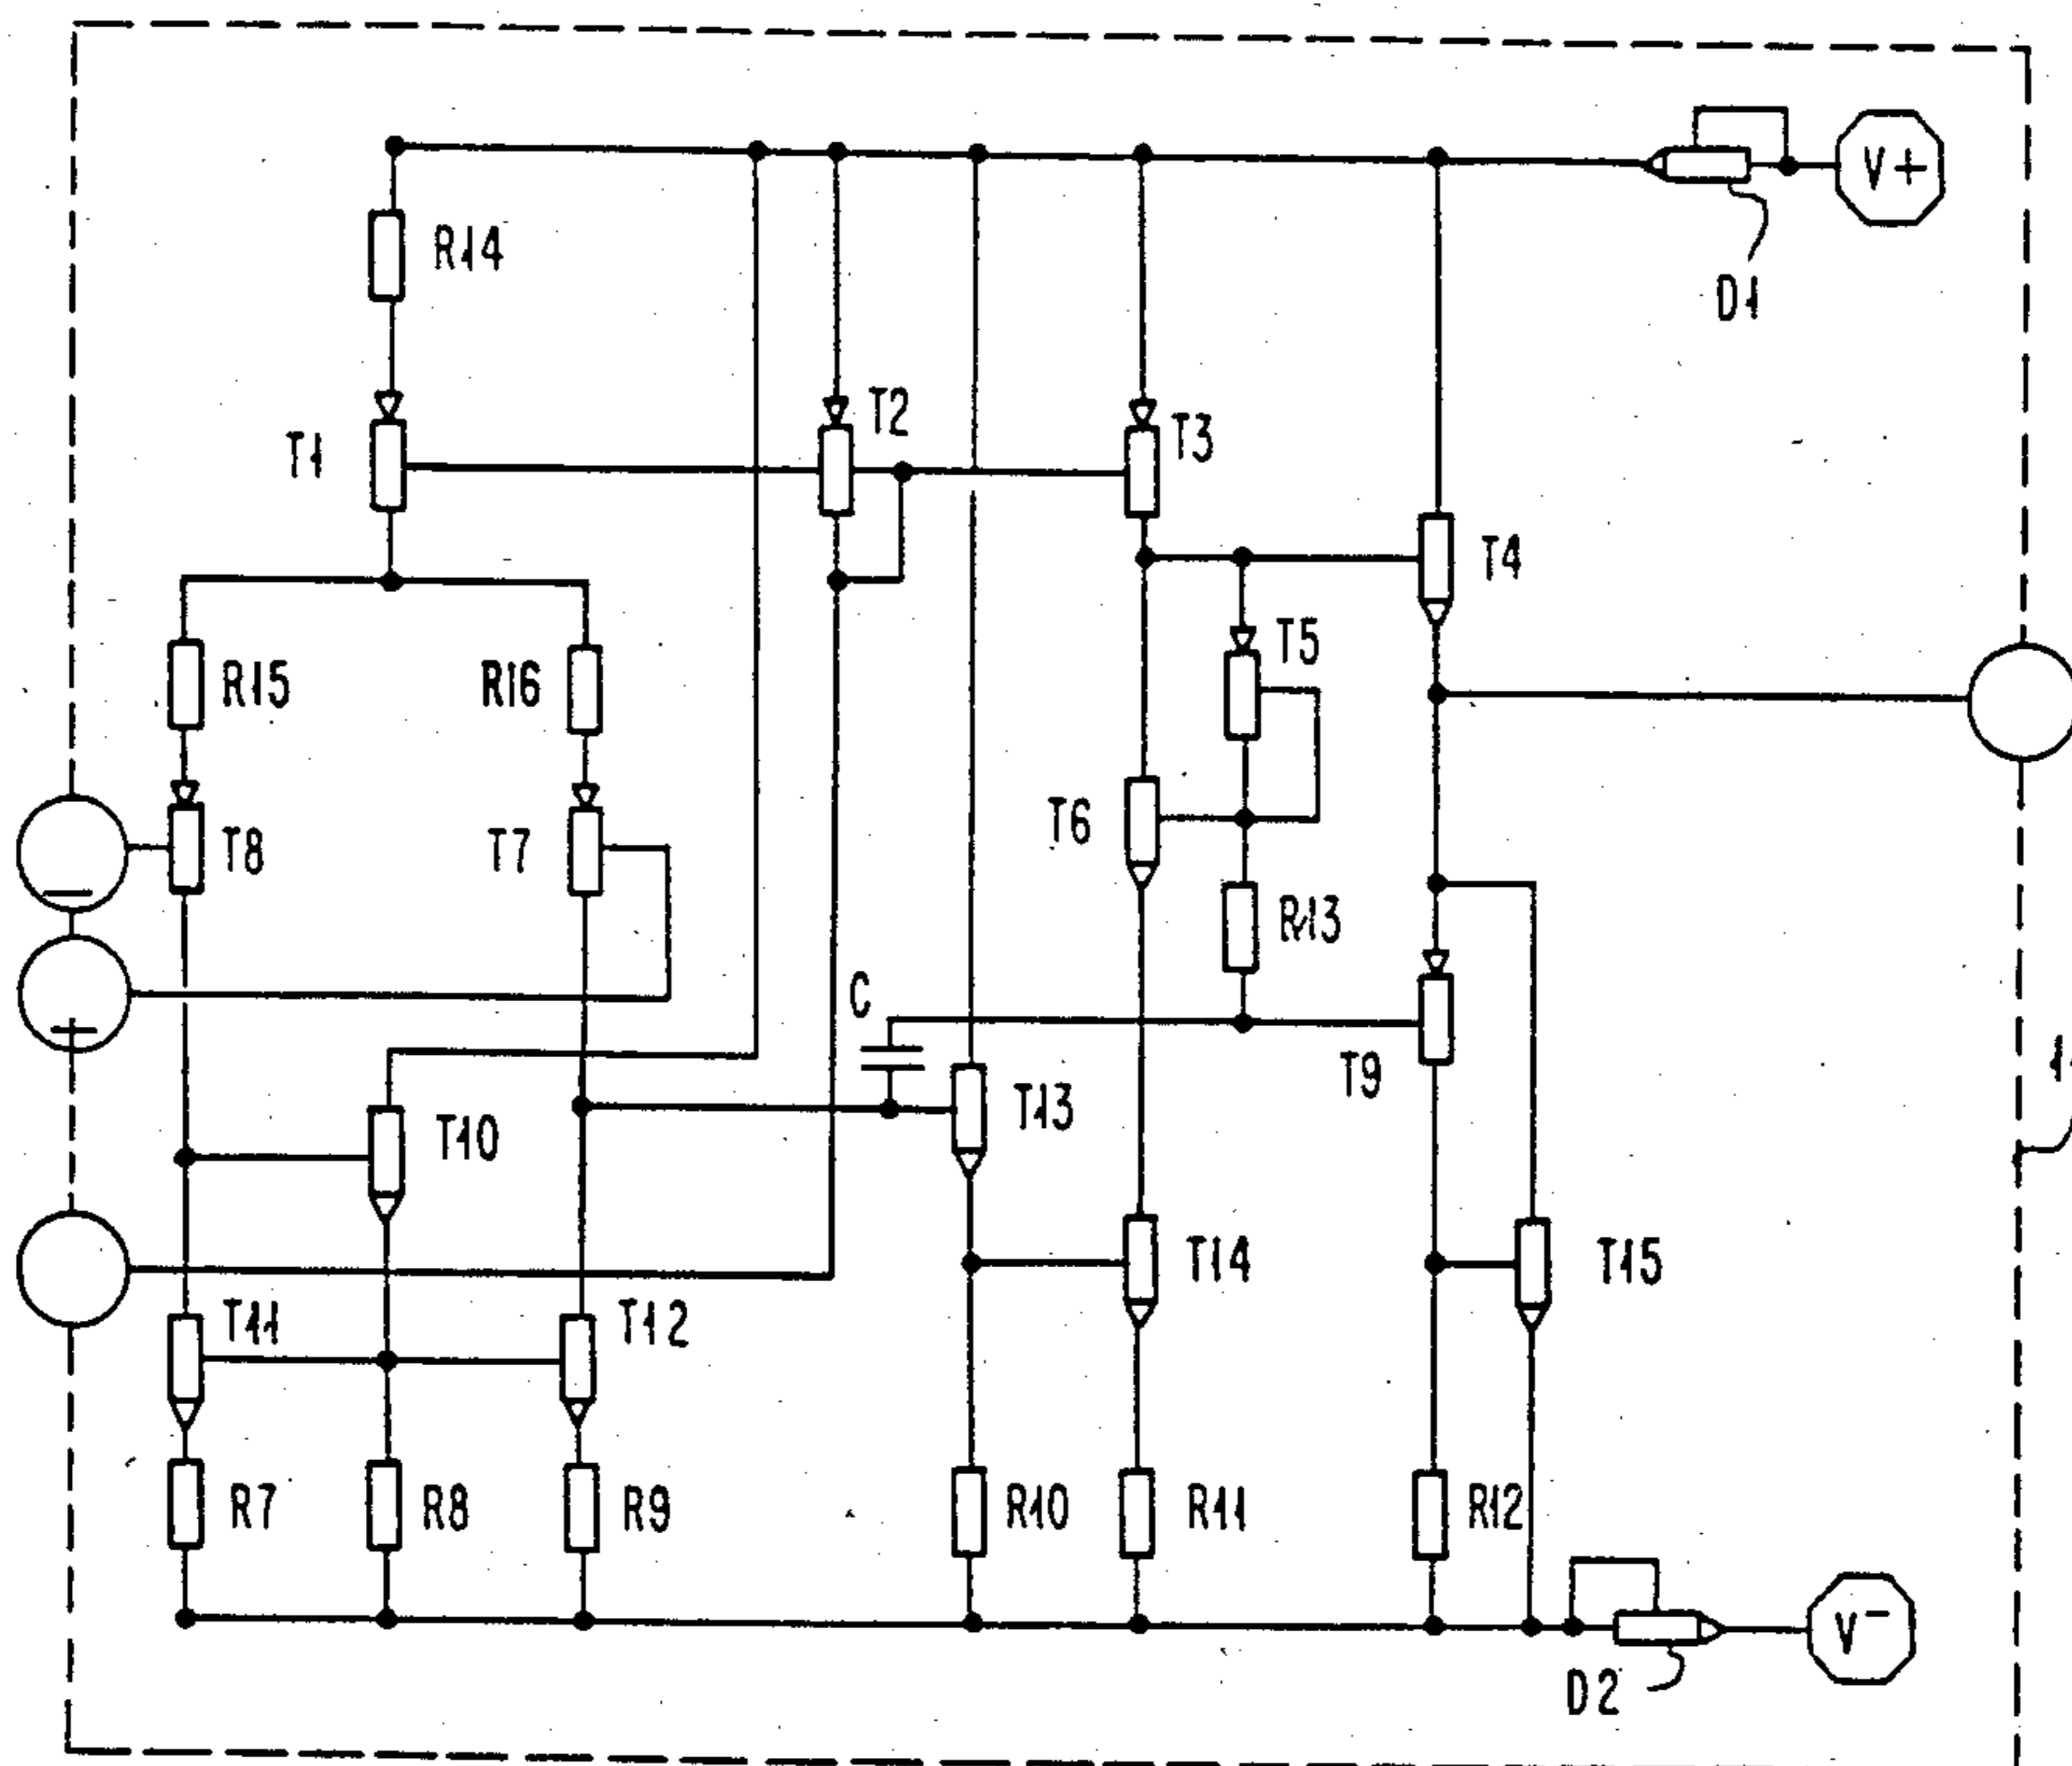 V+
R14
D1
T2
T3
T1
T4
T5
R15
R16
T6
T8
T7
R13
−
C
+
T9
T13
T10
T14
T15
T11
T12
R7
R8
R9
R10
R11
R12
V−
D2